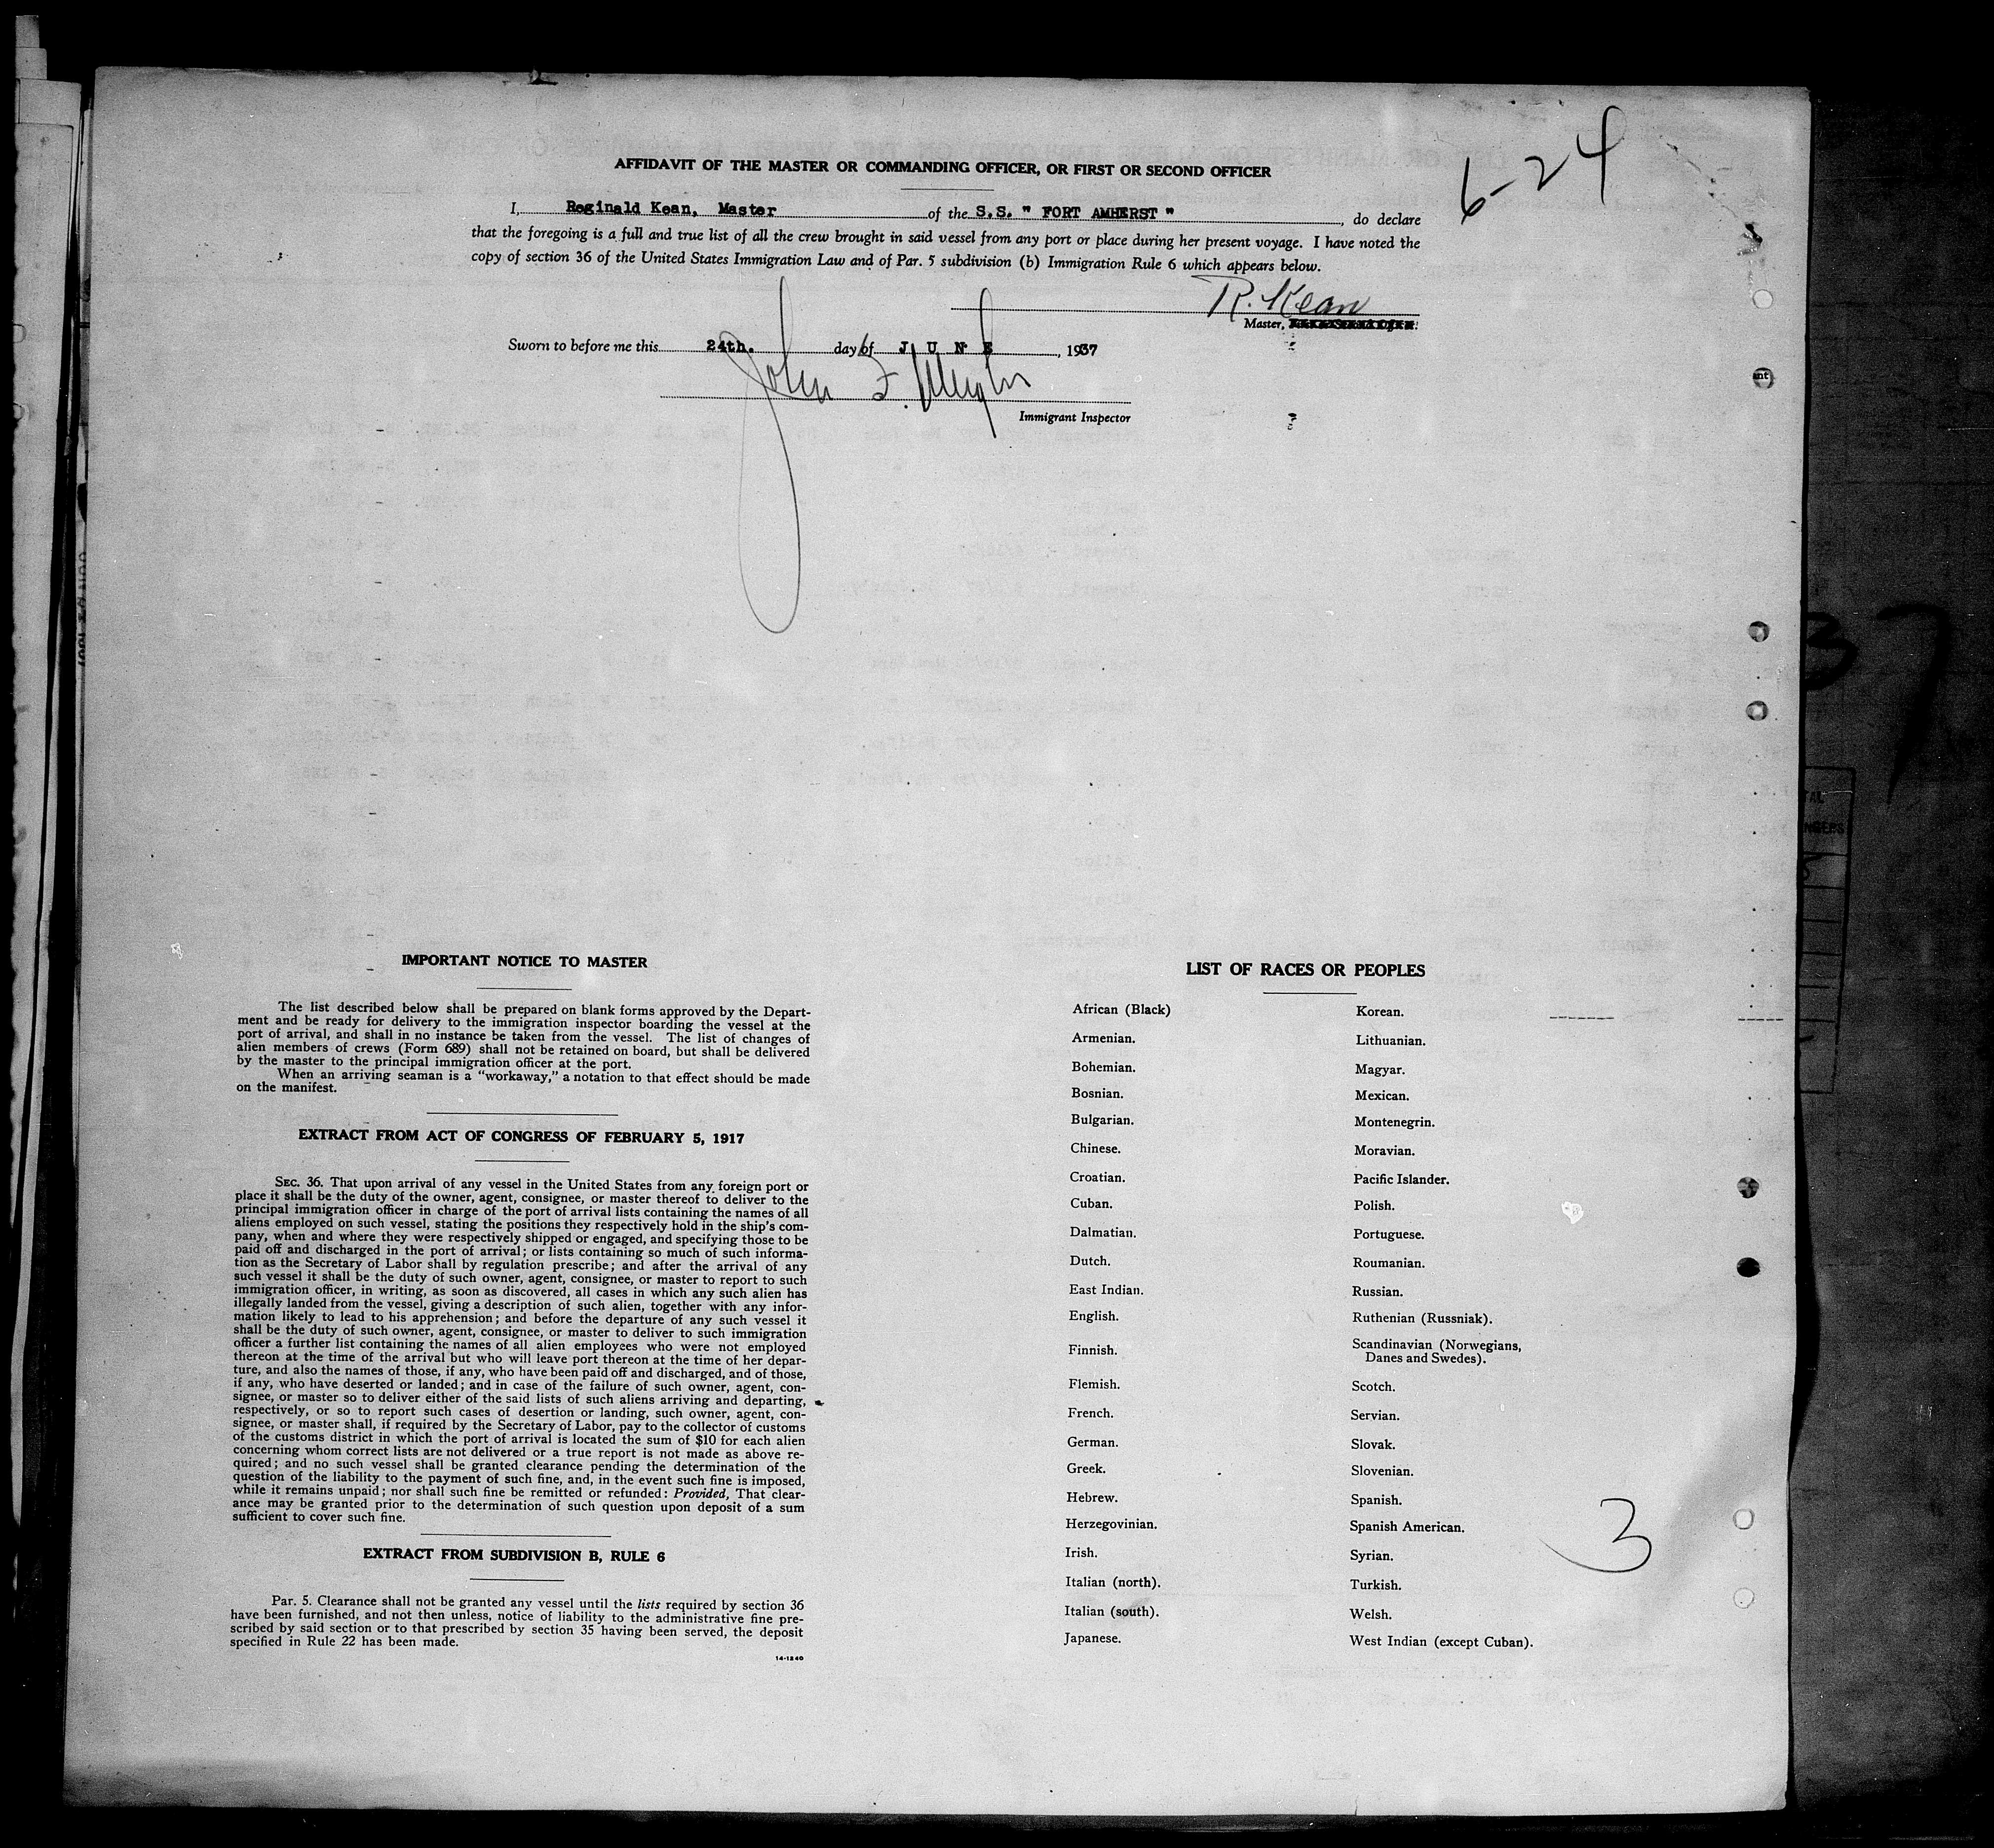 AFFIDAVIT OF THE MASTER OR COMMANDING OFFICER, OR FIRST OR SECOND OFFICER
6-24
I, Reginald Kean, Master of the S.S. " FORT AMHERST ", do declare
that the foregoing is a full and true list of all the crew brought in said vessel from any port or place during her present voyage. I have noted the
copy of section 36 of the United States Immigration Law and of Par. 5 subdivision (b) Immigration Rule 6 which appears below.
R. Kean
Master,
Sworn to before me this 24th. day of J U N E, 1937
John F.
Immigrant Inspector
IMPORTANT NOTICE TO MASTER
The list described below shall be prepared on blank forms approved by the Depart-
ment and be ready for delivery to the immigration inspector boarding the vessel at the
port of arrival, and shall in no instance be taken from the vessel. The list of changes of
alien members of crews (Form 689) shall not be retained on board, but shall be delivered
by the master to the principal immigration officer at the port.
When an arriving seaman is a "workaway," a notation to that effect should be made
on the manifest.
EXTRACT FROM ACT OF CONGRESS OF FEBRUARY 5, 1917
SEC. 36. That upon arrival of any vessel in the United States from any foreign port or
place it shall be the duty of the owner, agent, consignee, or master thereof to deliver to the
principal immigration officer in charge of the port of arrival lists containing the names of all
aliens employed on such vessel, stating the positions they respectively hold in the ship's com-
pany, when and where they were respectively shipped or engaged, and specifying those to be
paid off and discharged in the port of arrival; or lists containing so much of such informa-
tion as the Secretary of Labor shall by regulation prescribe; and after the arrival of any
such vessel it shall be the duty of such owner, agent, consignee, or master to report to such
immigration officer, in writing, as soon as discovered, all cases in which any such alien has
illegally landed from the vessel, giving a description of such alien, together with any infor-
mation likely to lead to his apprehension; and before the departure of any such vessel it
shall be the duty of such owner, agent, consignee, or master to deliver to such immigration
officer a further list containing the names of all alien employees who were not employed
thereon at the time of the arrival but who will leave port thereon at the time of her depar-
ture, and also the names of those, if any, who have been paid off and discharged, and of those,
if any, who have deserted or landed; and in case of the failure of such owner, agent, con-
signee, or master so to deliver either of the said lists of such aliens arriving and departing,
respectively, or so to report such cases of desertion or landing, such owner, agent, con-
signee, or master shall, if required by the Secretary of Labor, pay to the collector of customs
of the customs district in which the port of arrival is located the sum of $10 for each alien
concerning whom correct lists are not delivered or a true report is not made as above re-
quired; and no such vessel shall be granted clearance pending the determination of the
question of the liability to the payment of such fine, and, in the event such fine is imposed,
while it remains unpaid; nor shall such fine be remitted or refunded: Provided, That clear-
ance may be granted prior to the determination of such question upon deposit of a sum
sufficient to cover such fine.
EXTRACT FROM SUBDIVISION B, RULE 6
Par. 5. Clearance shall not be granted any vessel until the lists required by section 36
have been furnished, and not then unless, notice of liability to the administrative fine pre-
scribed by said section or to that prescribed by section 35 having been served, the deposit
specified in Rule 22 has been made.
14-1240
LIST OF RACES OR PEOPLES
African (Black)
Armenian.
Bohemian.
Bosnian.
Bulgarian.
Chinese.
Croatian.
Cuban.
Dalmatian.
Dutch.
East Indian.
English.
Finnish.
Flemish.
French.
German.
Greek.
Hebrew.
Herzegovinian.
Irish.
Italian (north).
Italian (south).
Japanese.
Korean.
Lithuanian.
Magyar.
Mexican.
Montenegrin.
Moravian.
Pacific Islander.
Polish.
Portuguese.
Roumanian.
Russian.
Ruthenian (Russniak).
Scandinavian (Norwegians,
Danes and Swedes).
Scotch.
Servian.
Slovak.
Slovenian.
Spanish.
Spanish American.
Syrian.
Turkish.
Welsh.
West Indian (except Cuban).
3
37